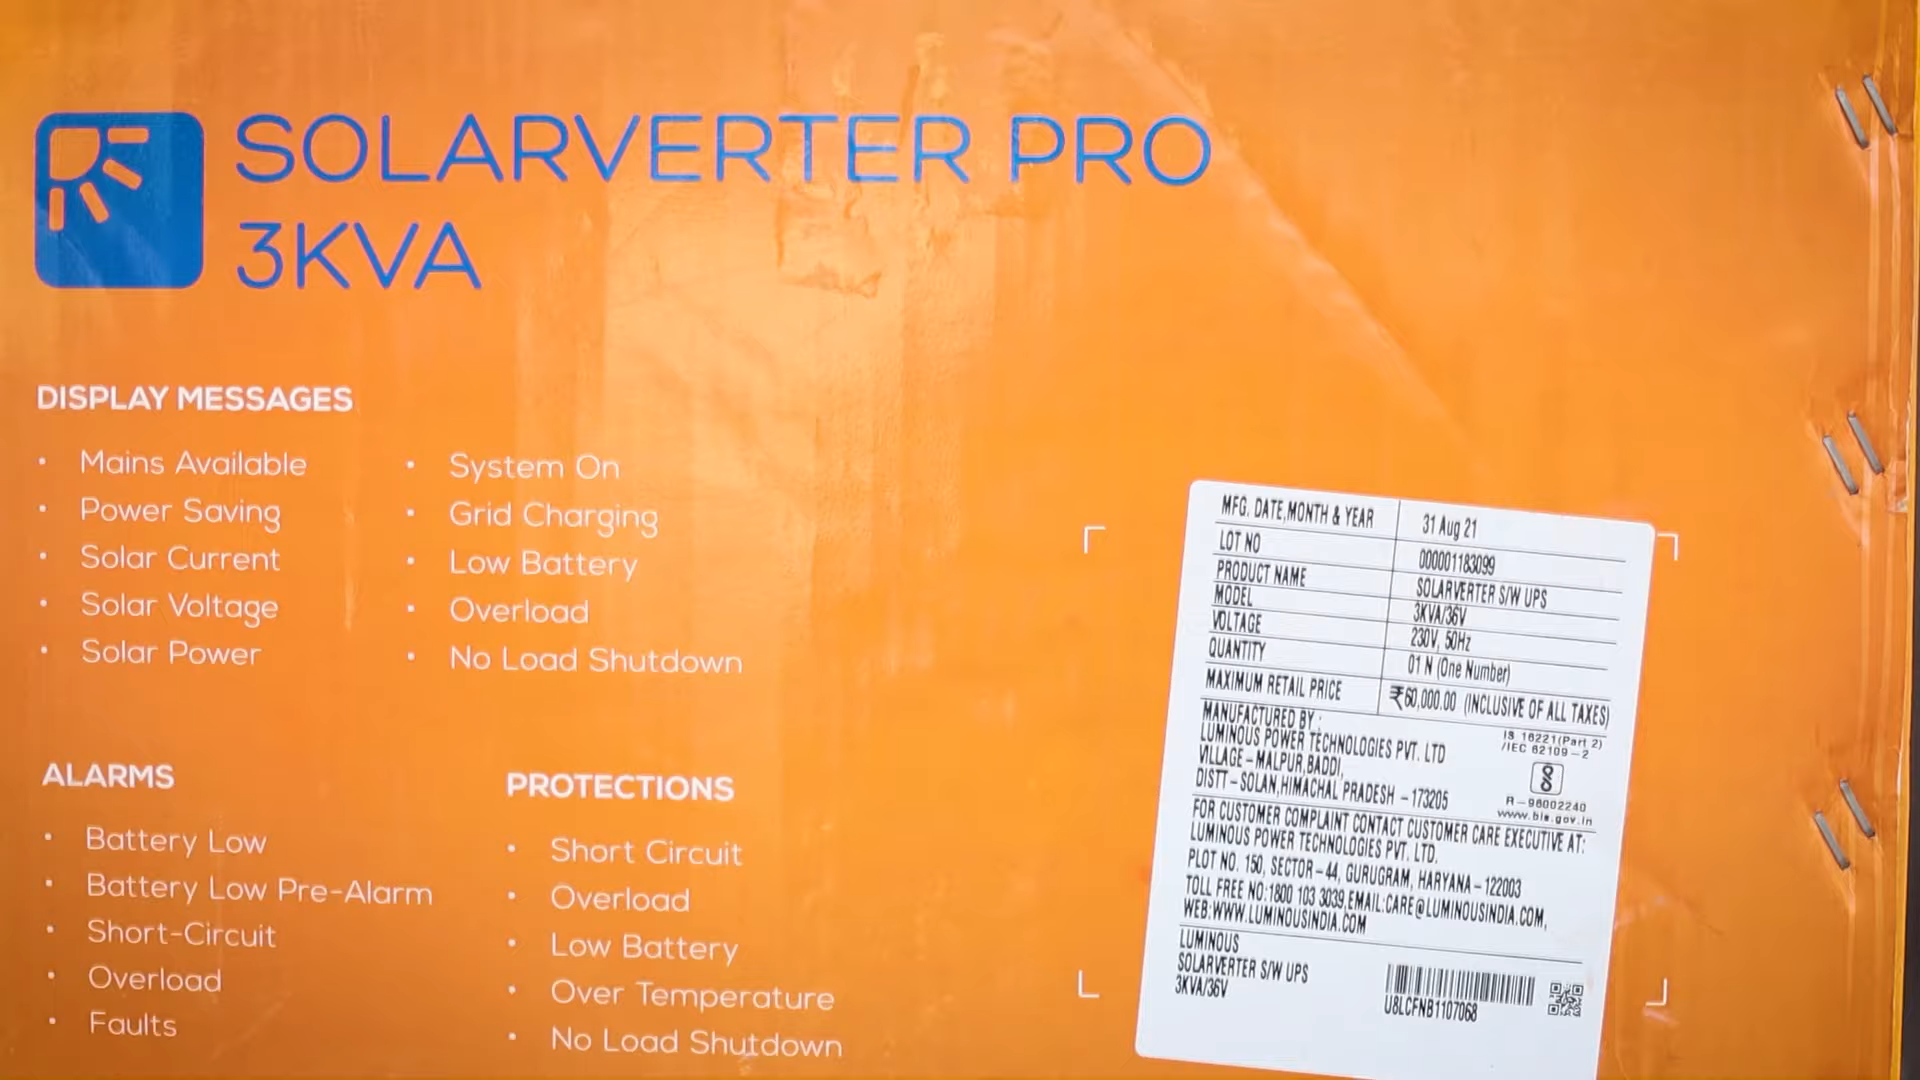 SOLARVERTER PRO
3KVA
DISPLAY MESSAGES
• Mains Available
• Power Saving
• Solar Current
• Solar Voltage
• Solar Power
• System On
• Grid Charging
• Low Battery
• Overload
• No Load Shutdown
ALARMS
• Battery Low
• Battery Low Pre-Alarm
• Short-Circuit
• Overload
• Faults
PROTECTIONS
• Short Circuit
• Overload
• Low Battery
• Over Temperature
• No Load Shutdown
MFG. DATE,MONTH & YEAR 31 Aug 21
LOT NO 000001183099
PRODUCT NAME SOLARVERTER S/W UPS
MODEL 3KVA/36V
VOLTAGE 230V, 50Hz
QUANTITY 01 N (One Number)
MAXIMUM RETAIL PRICE ₹60,000.00 (INCLUSIVE OF ALL TAXES)
MANUFACTURED BY :
LUMINOUS POWER TECHNOLOGIES PVT. LTD
VILLAGE-MALPUR,BADDI,
DISTT-SOLAN,HIMACHAL PRADESH -173205
IS 16221(Part 2)
/IEC 62109-2
R-96002240
www.bis.gov.in
FOR CUSTOMER COMPLAINT CONTACT CUSTOMER CARE EXECUTIVE AT:
LUMINOUS POWER TECHNOLOGIES PVT. LTD.
PLOT NO. 150, SECTOR-44, GURUGRAM, HARYANA-122003
TOLL FREE NO:1800 103 3039,EMAIL:CARE@LUMINOUSINDIA.COM,
WEB:WWW.LUMINOUSINDIA.COM
LUMINOUS
SOLARVERTER S/W UPS
3KVA/36V
U8LCFNB1107068